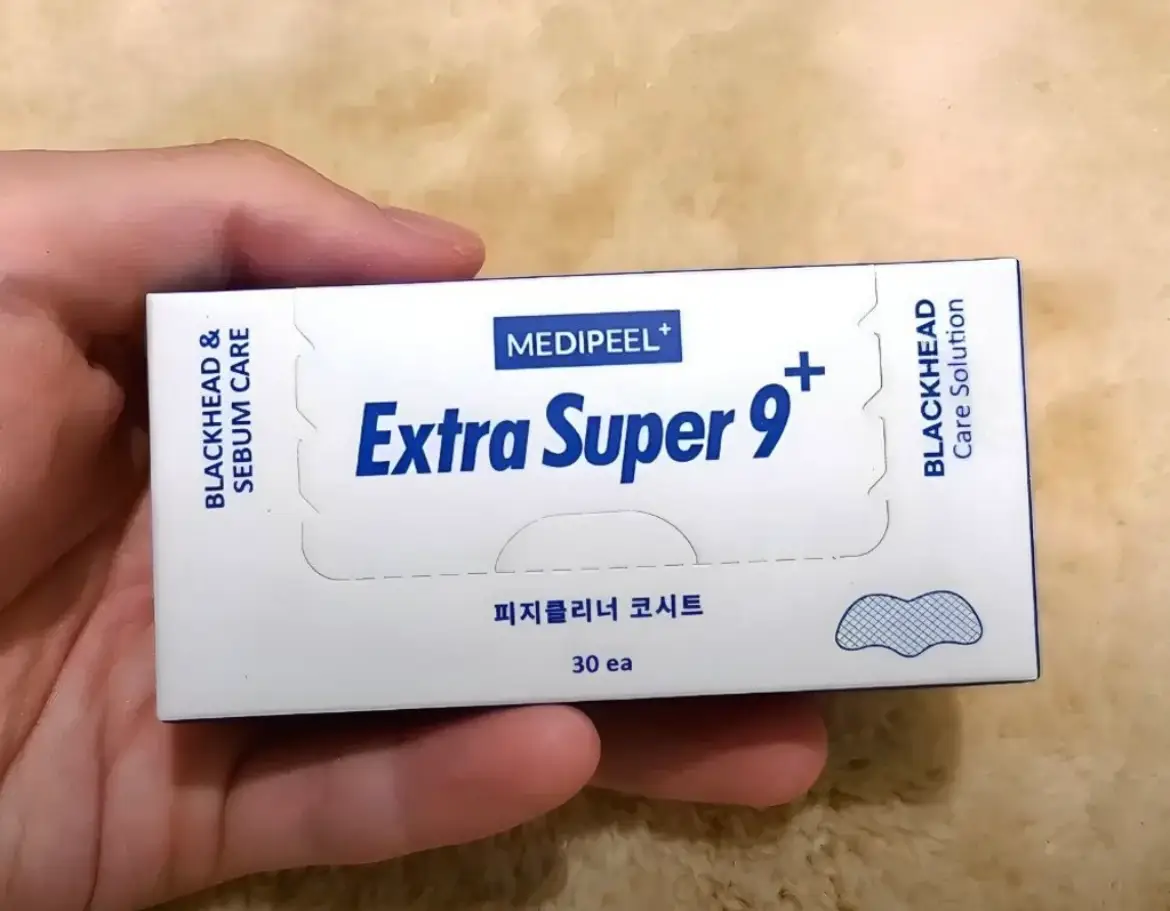 BLACKHEAD &
SEBUM CARE
MEDIPEEL+
Extra Super 9+
피지클리너 코시트
30 ea
BLACKHEAD
Care Solution